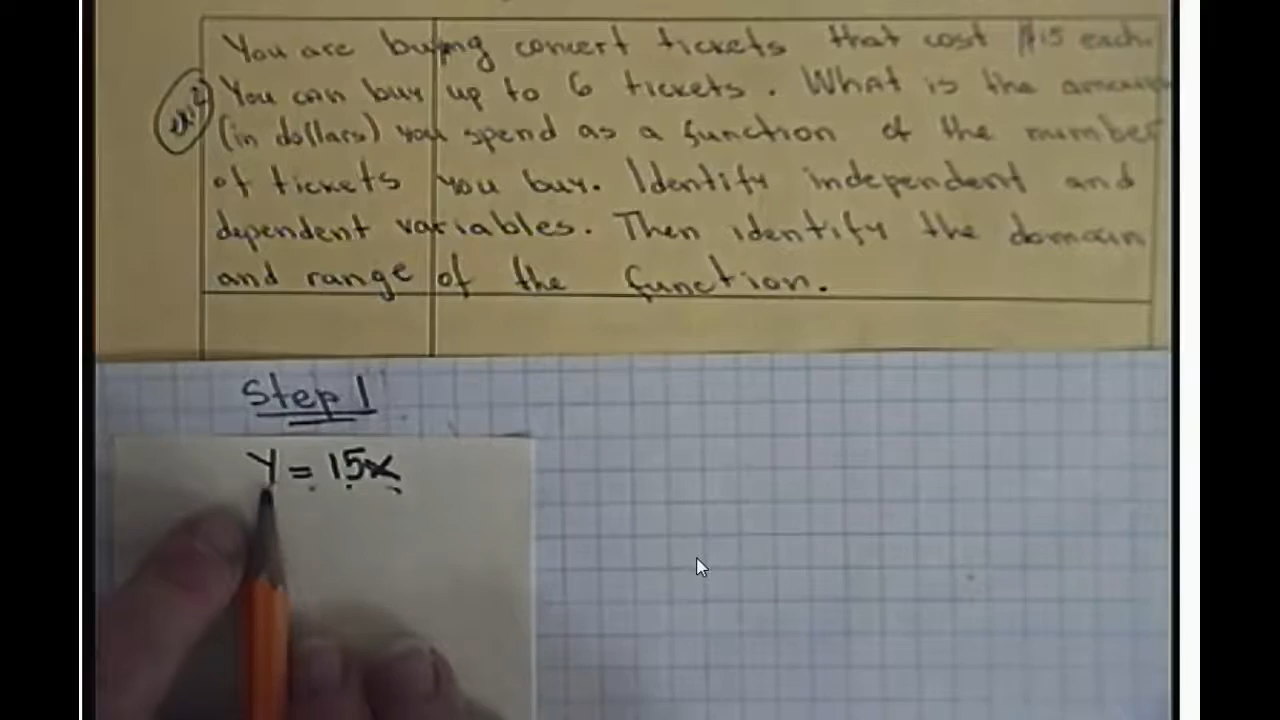 You are buying concert tickets that cost $15 each.
ex 2
You can buy up to 6 tickets. What is the amount
(in dollars) you spend as a function of the number
of tickets you buy. Identify independent and
dependent variables. Then identify the domain
and range of the function.
Step 1
y = 15x